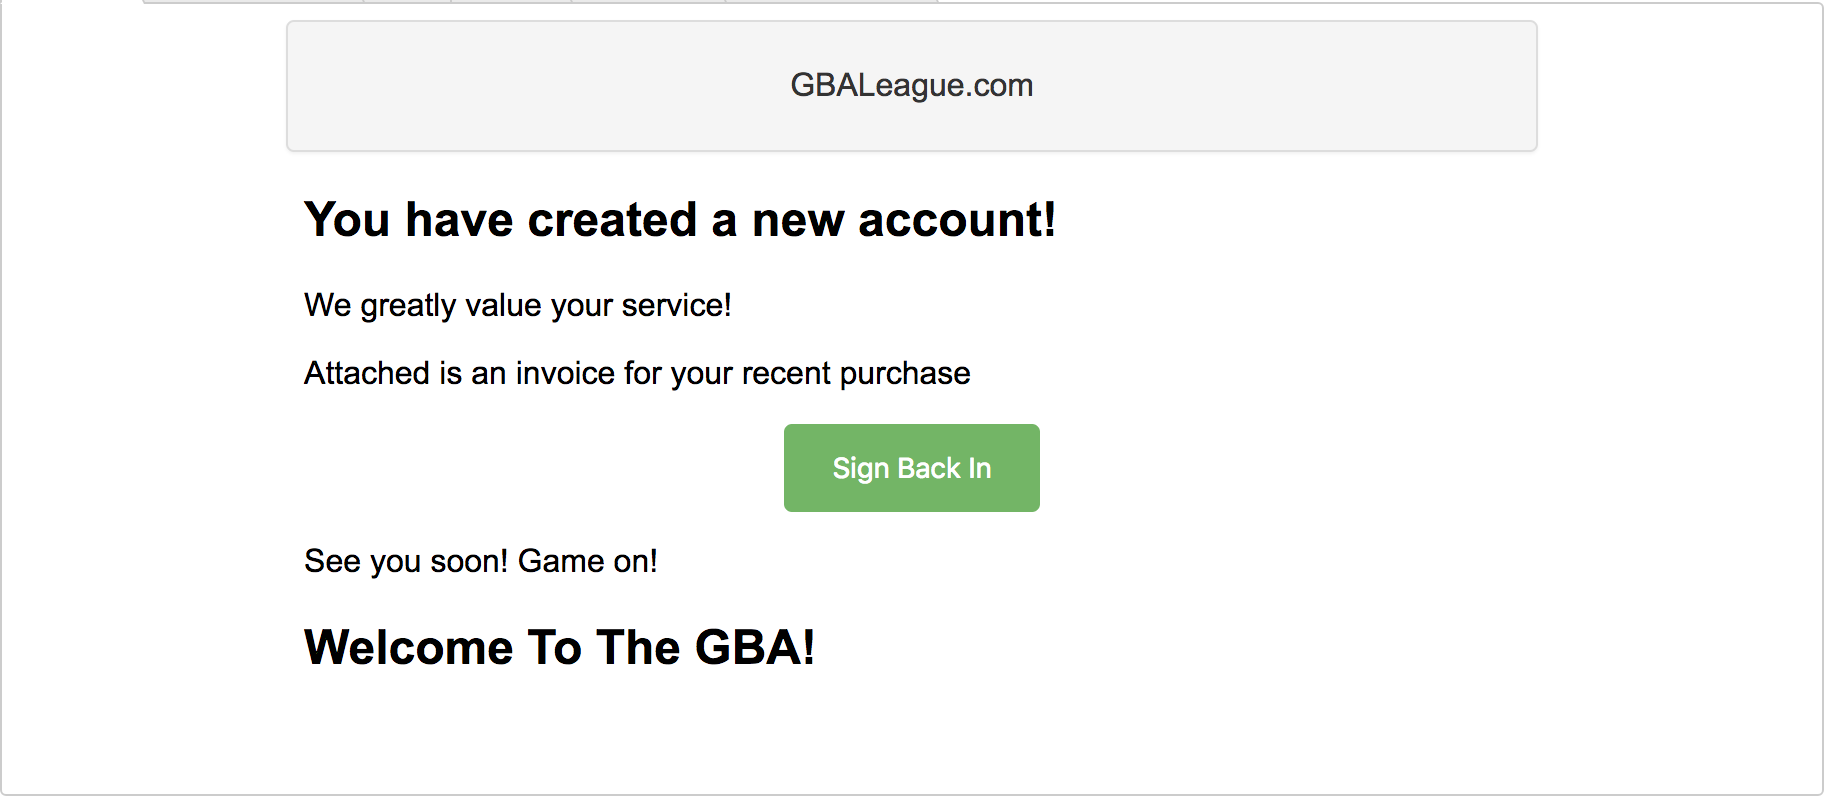 GBALeague.com
You have created a new account!
We greatly value your service!
Attached is an invoice for your recent purchase
Sign Back In
See you soon! Game on!
Welcome To The GBA!